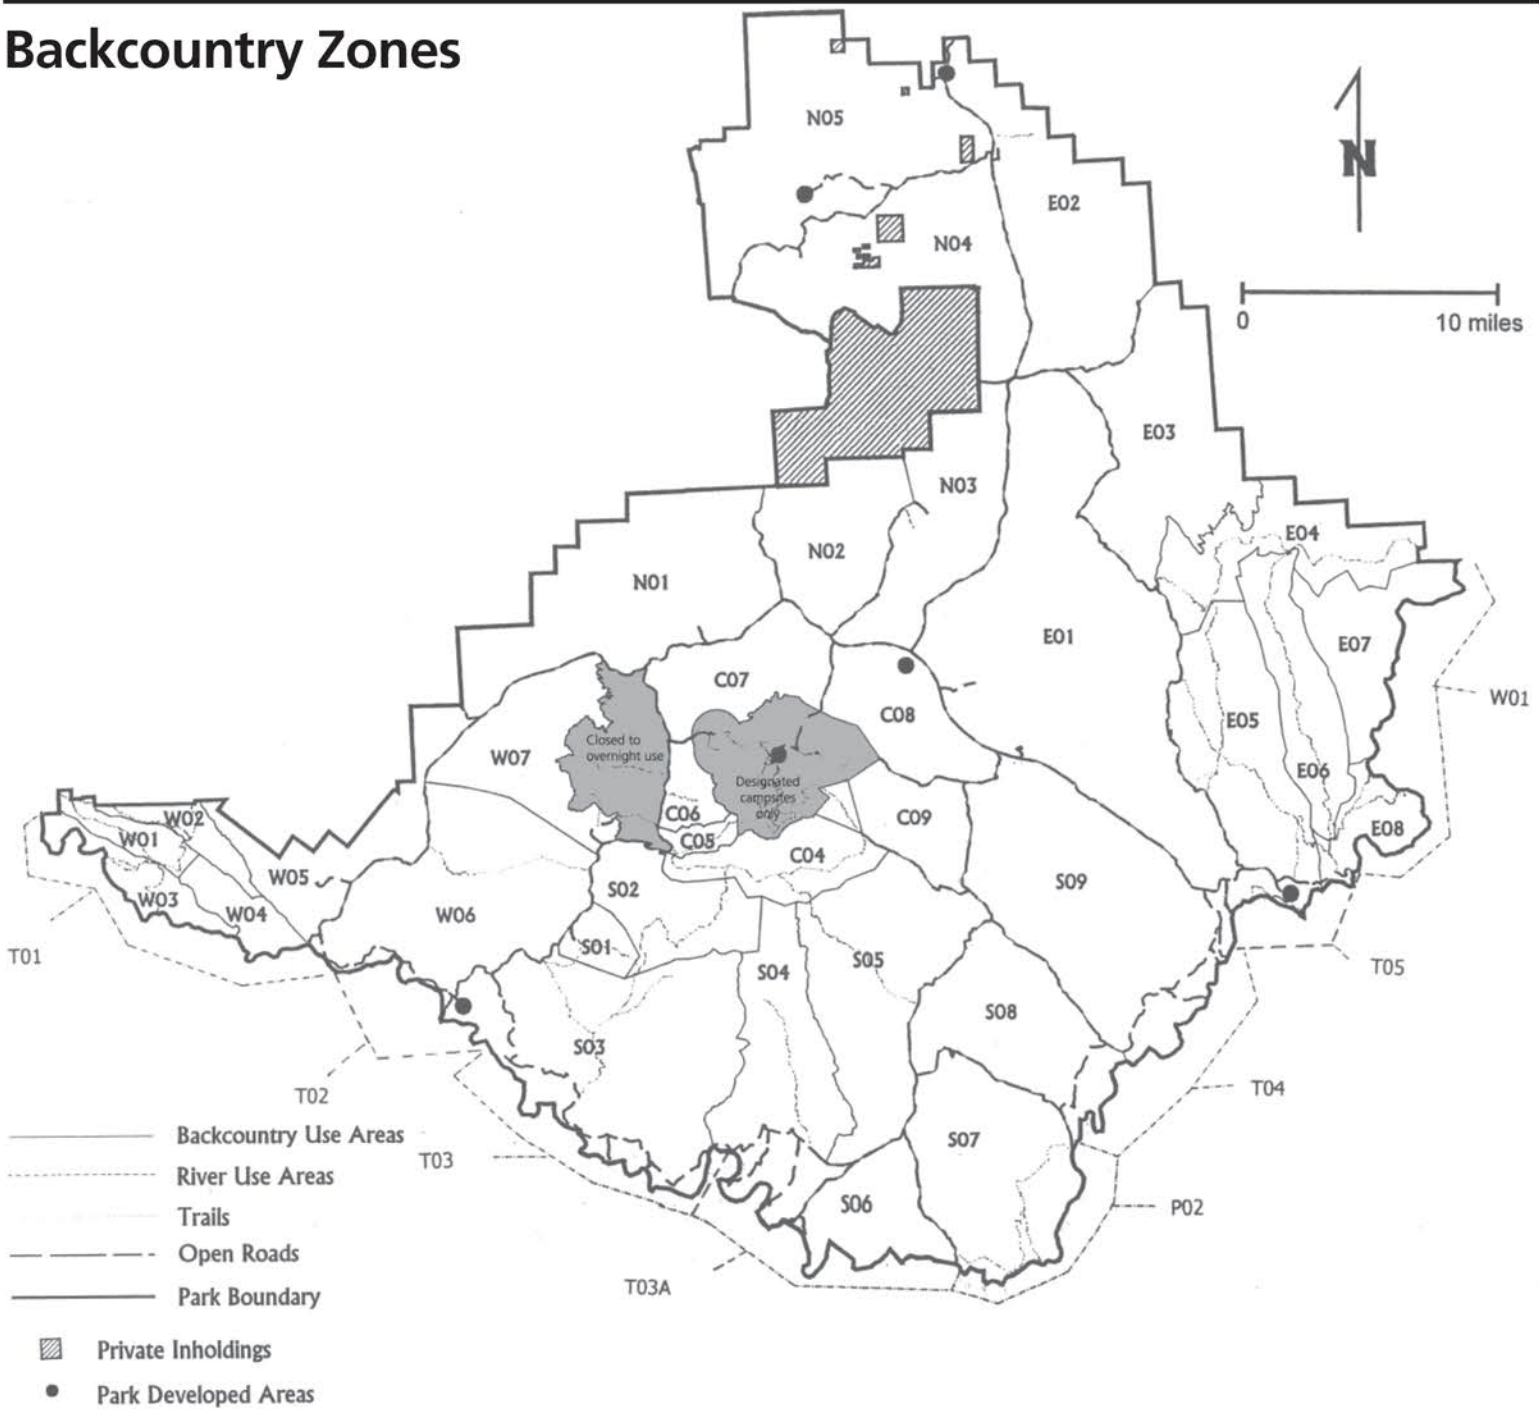 Backcountry Zones
N05
E02
N04
N
0 10 miles
E03
N03
E04
N02
N01
E01
E07
C07
W01
C08
E05
W07
Closed to
overnight use
E06
Designated
campsites
only
C06
C09
W02
E08
W01
C05
C04
W05
S09
S02
W03
W04
W06
S01
T01
S05
S04
T05
S08
S03
T04
T02
Backcountry Use Areas
S07
T03
River Use Areas
S06
P02
Trails
Open Roads
T03A
Park Boundary
Private Inholdings
Park Developed Areas